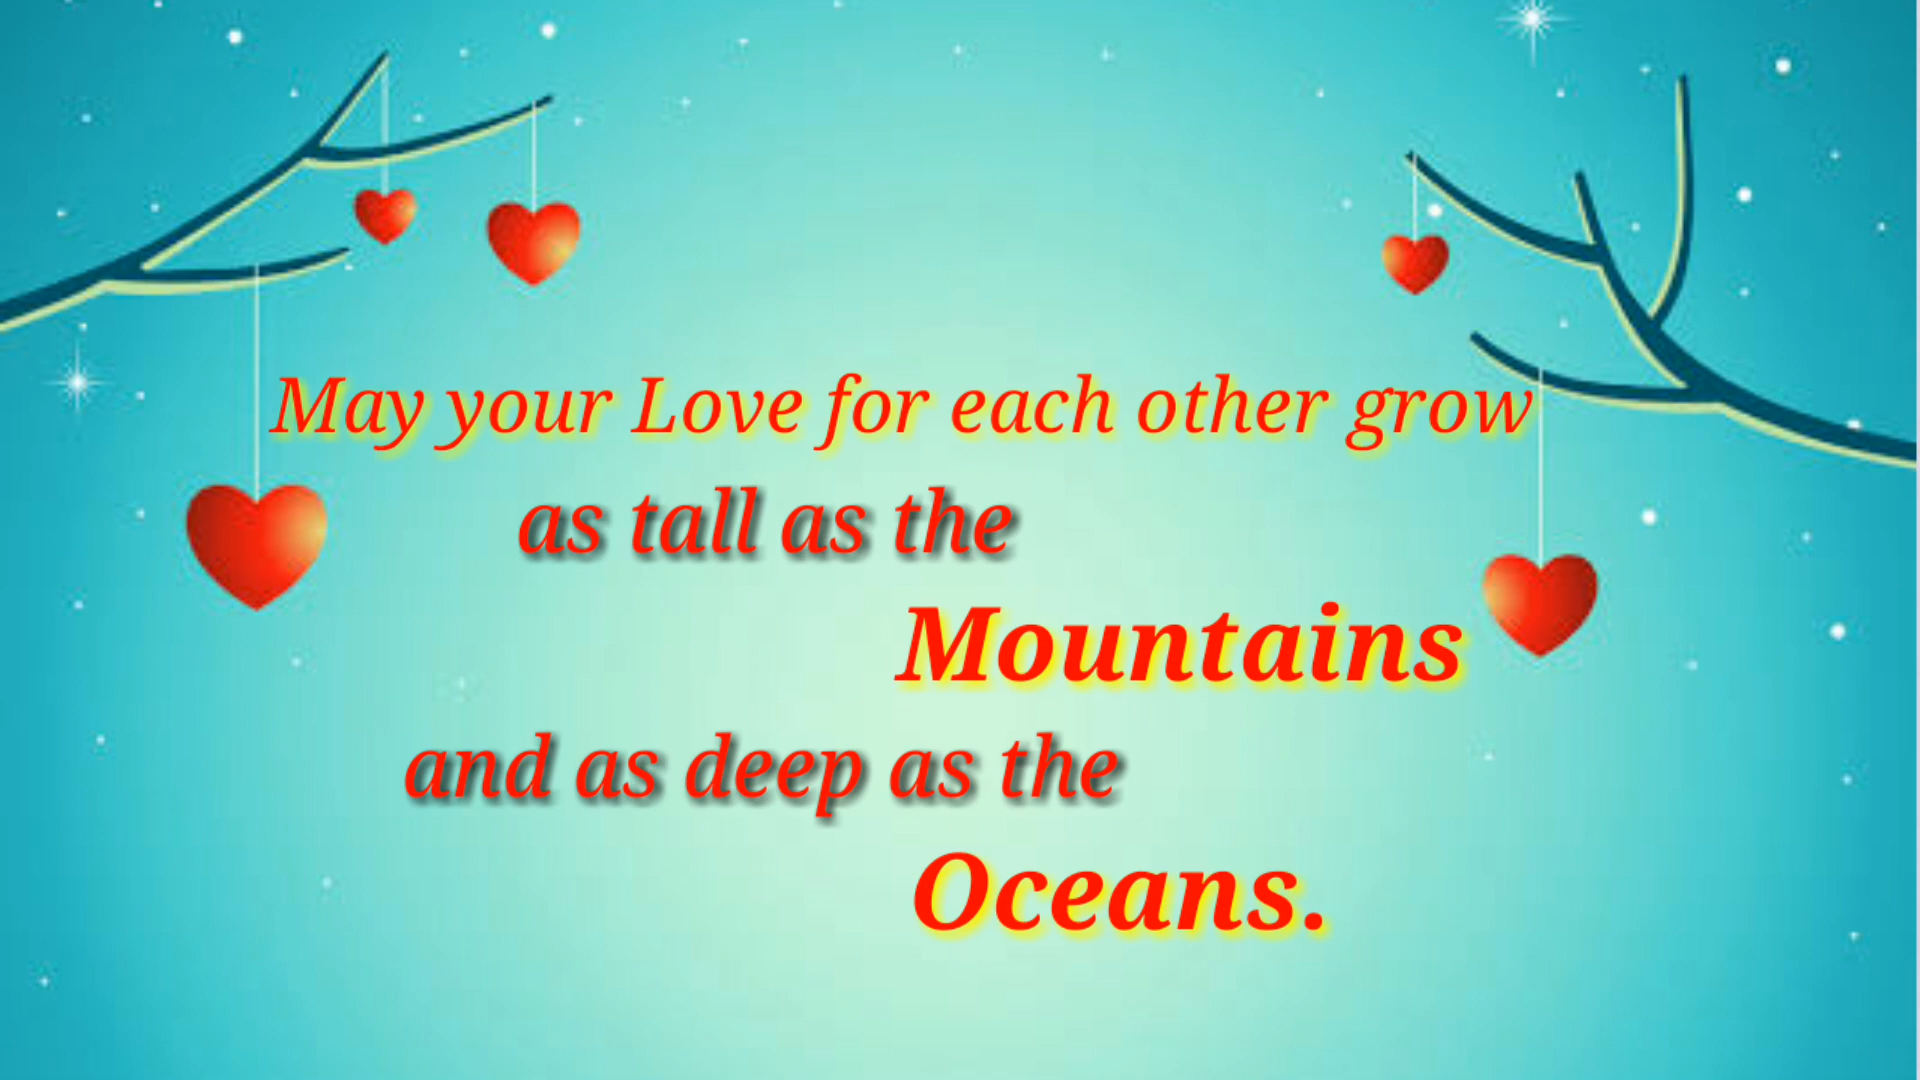 May your Love for each other grow
as tall as the
Mountains
and as deep as the
Oceans.